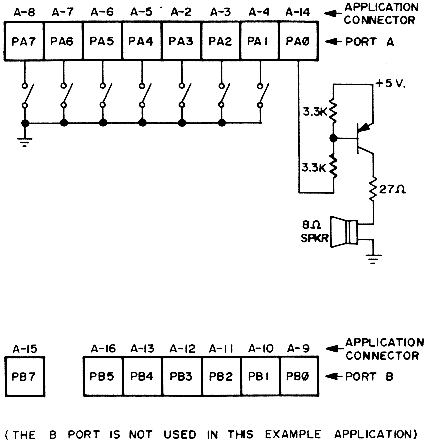 A-8 A-7 A-6 A-5 A-2 A-3 A-4 A-14 APPLICATION CONNECTOR
PA7 PA6 PA5 PA4 PA3 PA2 PA1 PAØ PORT A
+5 V.
3.3K
3.3K
27Ω
8Ω
SPKR
A-15 A-16 A-13 A-12 A-11 A-10 A-9 APPLICATION CONNECTOR
PB7 PB5 PB4 PB3 PB2 PB1 PBØ PORT B
(THE B PORT IS NOT USED IN THIS EXAMPLE APPLICATION)